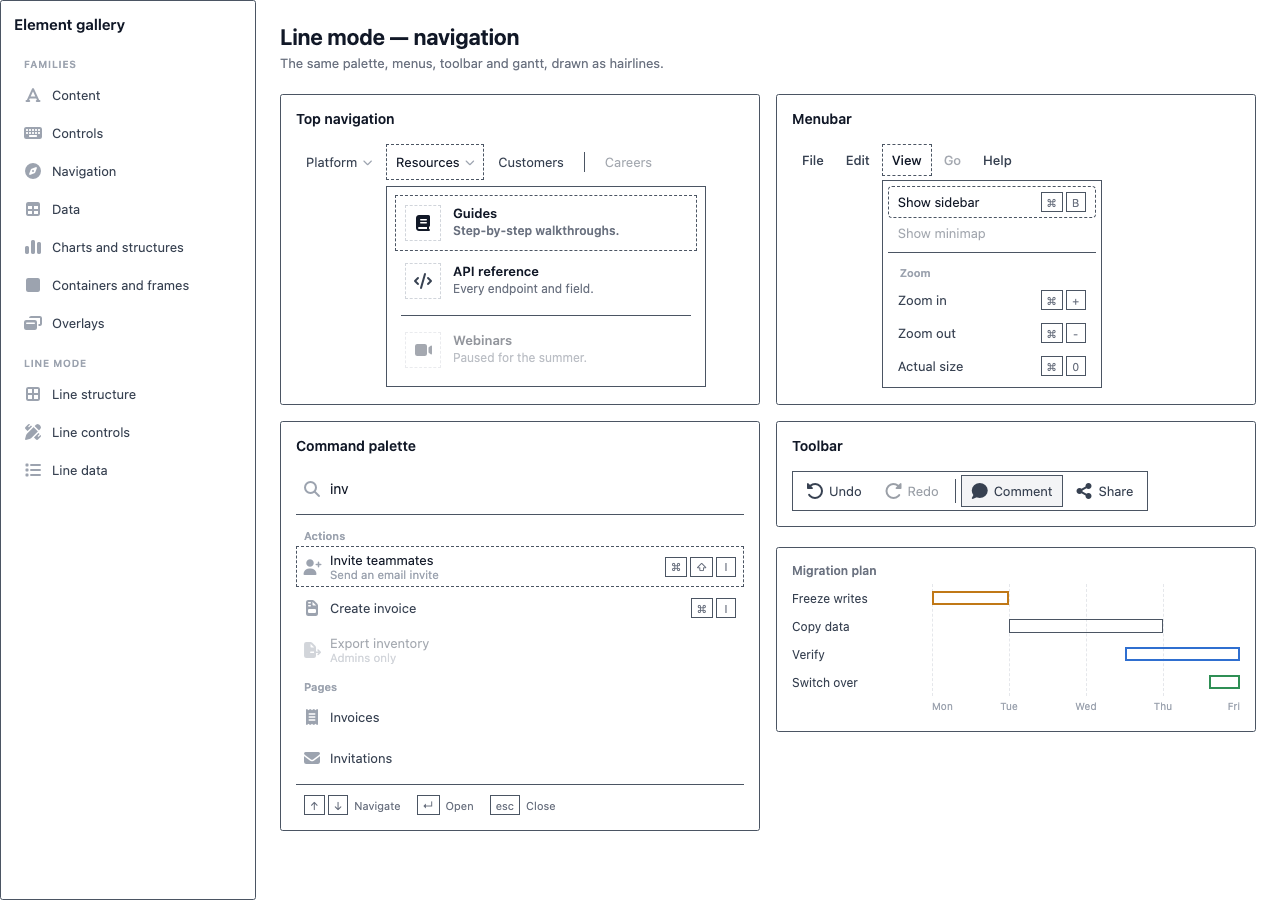 Element gallery
FAMILIES
Content
Controls
Navigation
Data
Charts and structures
Containers and frames
Overlays
LINE MODE
Line structure
Line controls
Line data
Line mode — navigation
The same palette, menus, toolbar and gantt, drawn as hairlines.
Top navigation
Platform Resources Customers Careers
Guides
Step-by-step walkthroughs.
API reference
Every endpoint and field.
Webinars
Paused for the summer.
Menubar
File Edit View Go Help
Show sidebar ⌘ B
Show minimap
Zoom
Zoom in ⌘ +
Zoom out ⌘ -
Actual size ⌘ 0
Command palette
inv
Actions
Invite teammates ⌘ ⇧ I
Send an email invite
Create invoice ⌘ I
Export inventory
Admins only
Pages
Invoices
Invitations
↑ ↓ Navigate ↵ Open esc Close
Toolbar
Undo Redo Comment Share
Migration plan
Freeze writes
Copy data
Verify
Switch over
Mon Tue Wed Thu Fri